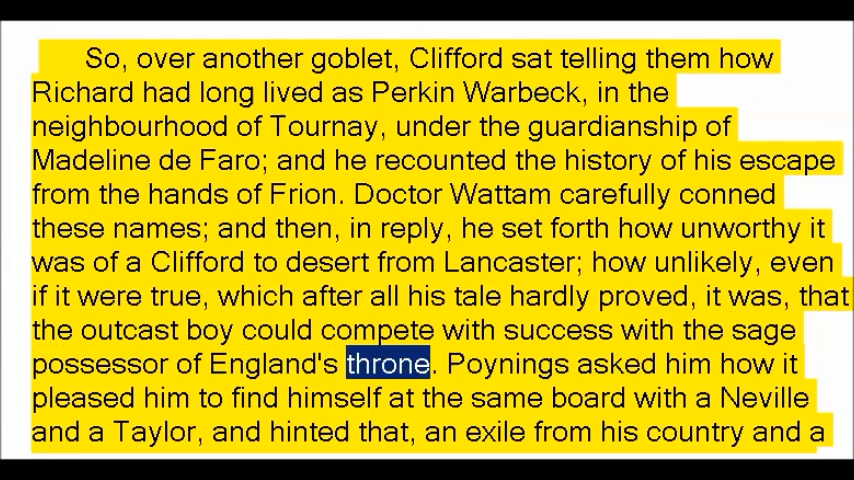 So, over another goblet, Clifford sat telling them how
Richard had long lived as Perkin Warbeck, in the
neighbourhood of Tournay, under the guardianship of
Madeline de Faro; and he recounted the history of his escape
from the hands of Frion. Doctor Wattam carefully conned
these names; and then, in reply, he set forth how unworthy it
was of a Clifford to desert from Lancaster; how unlikely, even
if it were true, which after all his tale hardly proved, it was, that
the outcast boy could compete with success with the sage
possessor of England's throne. Poynings asked him how it
pleased him to find himself at the same board with a Neville
and a Taylor, and hinted that, an exile from his country and a